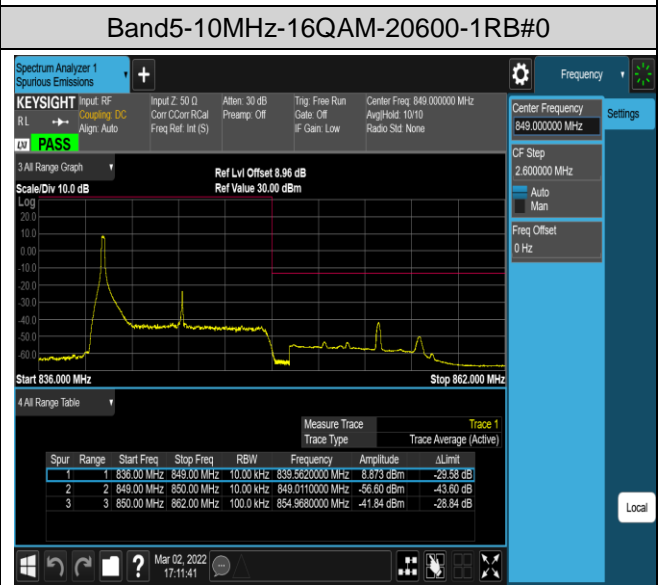 Band5-10MHz-16QAM-20600-1RB#0
Spectrum Analyzer 1
Spurious Emissions
+
Frequency
KEYSIGHT
Input: RF
Input Z: 50 Ω
Atten: 30 dB
Trig: Free Run
Center Freq: 849.000000 MHz
RL
Coupling: DC
Corr CCorr RCal
Preamp: Off
Gate: Off
Avg|Hold: 10/10
Align: Auto
Freq Ref: Int (S)
IF Gain: Low
Radio Std: None
LXI PASS
Center Frequency
849.000000 MHz
Settings
CF Step
2.600000 MHz
Auto
Man
Freq Offset
0 Hz
3 All Range Graph
Ref Lvl Offset 8.96 dB
Scale/Div 10.0 dB
Ref Value 30.00 dBm
Log
20.0
10.0
0.00
-10.0
-20.0
-30.0
-40.0
-50.0
-60.0
Start 836.000 MHz
Stop 862.000 MHz
4 All Range Table
Measure Trace Trace 1
Trace Type Trace Average (Active)
Spur Range Start Freq Stop Freq RBW Frequency Amplitude ΔLimit
1 1 836.00 MHz 849.00 MHz 10.00 kHz 839.5620000 MHz 8.873 dBm -29.58 dB
2 2 849.00 MHz 850.00 MHz 10.00 kHz 849.0110000 MHz -56.60 dBm -43.60 dB
3 3 850.00 MHz 862.00 MHz 100.0 kHz 854.9680000 MHz -41.84 dBm -28.84 dB
Local
?
Mar 02, 2022
17:11:41